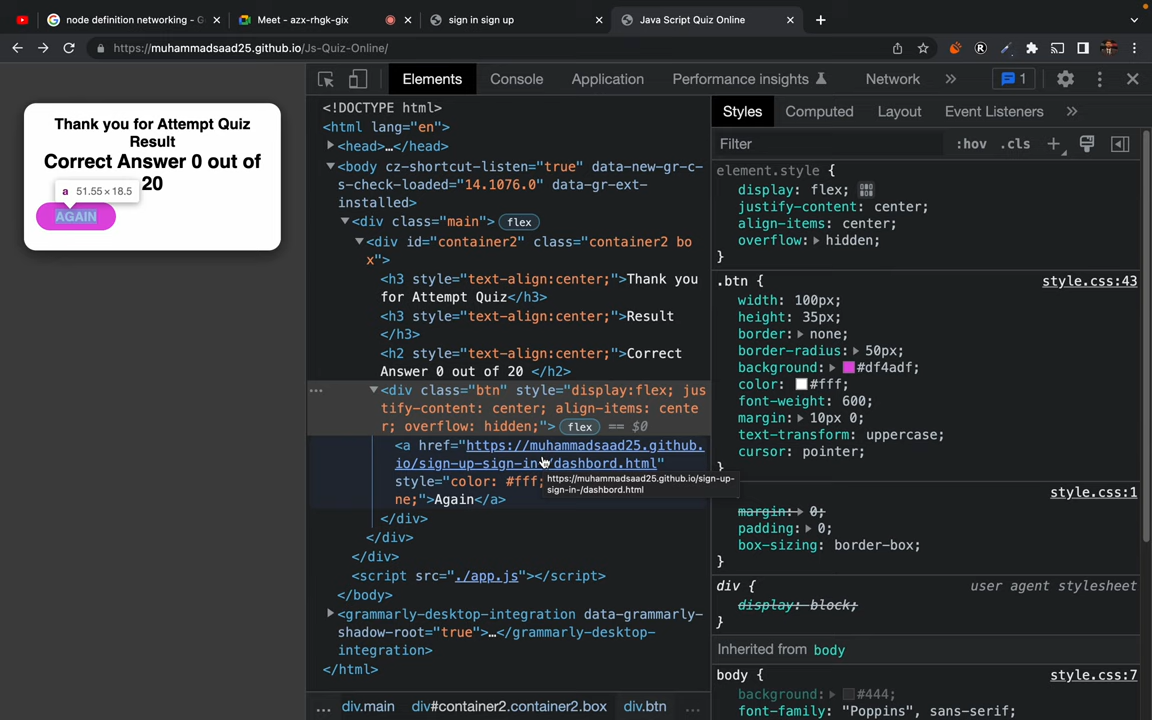 node definition networking - G
Meet - azx-rhgk-gix
sign in sign up
Java Script Quiz Online
https://muhammadsaad25.github.io/Js-Quiz-Online/
Thank you for Attempt Quiz
Result
Correct Answer 0 out of
20
a 51.55×18.5
AGAIN
Elements
Console
Application
Performance insights
Network
1
<!DOCTYPE html>
<html lang="en">
<head>…</head>
<body cz-shortcut-listen="true" data-new-gr-c-
s-check-loaded="14.1076.0" data-gr-ext-
installed>
<div class="main"> flex
<div id="container2" class="container2 bo
x">
<h3 style="text-align:center;">Thank you
for Attempt Quiz</h3>
<h3 style="text-align:center;">Result
</h3>
<h2 style="text-align:center;">Correct
Answer 0 out of 20 </h2>
<div class="btn" style="display:flex; jus
tify-content: center; align-items: cente
r; overflow: hidden;"> flex == $0
<a href="https://muhammadsaad25.github.
io/sign-up-sign-in-/dashbord.html"
style="color: #fff;
ne;">Again</a>
https://muhammadsaad25.github.io/sign-up-
sign-in-/dashbord.html
</div>
</div>
</div>
<script src="./app.js"></script>
</body>
<grammarly-desktop-integration data-grammarly-
shadow-root="true">…</grammarly-desktop-
integration>
</html>
… div.main div#container2.container2.box div.btn …
Styles
Computed
Layout
Event Listeners
Filter
:hov .cls
element.style {
display: flex;
justify-content: center;
align-items: center;
overflow: hidden;
}
.btn { style.css:43
width: 100px;
height: 35px;
border: none;
border-radius: 50px;
background: #df4adf;
color: #fff;
font-weight: 600;
margin: 10px 0;
text-transform: uppercase;
cursor: pointer;
}
style.css:1
margin: 0;
padding: 0;
box-sizing: border-box;
}
div { user agent stylesheet
display: block;
}
Inherited from body
body { style.css:7
background: #444;
font-family: "Poppins", sans-serif;